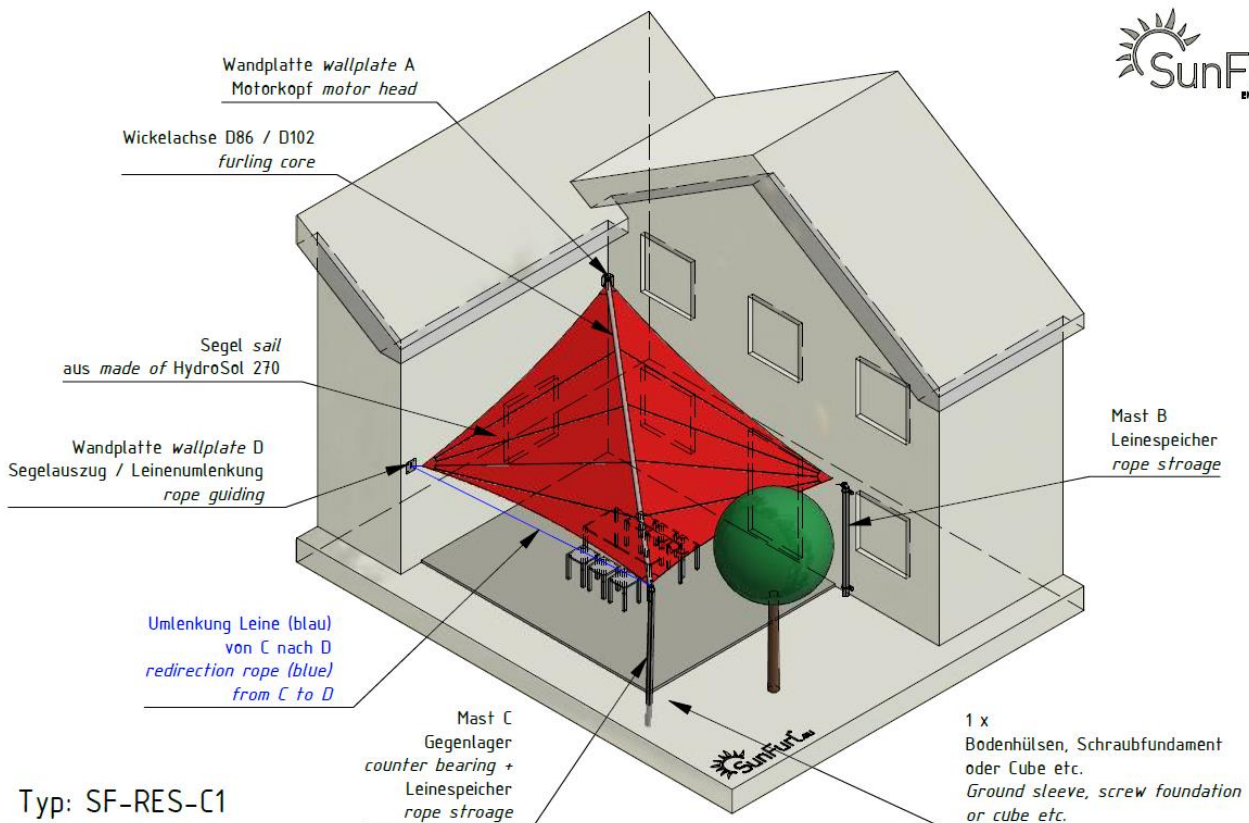 SunF
Wandplatte wallplate A
Motorkopf motor head
Wickelachse D86 / D102
furling core
Segel sail
aus made of HydroSol 270
Wandplatte wallplate D
Segelauszug / Leinenumlenkung
rope guiding
Mast B
Leinespeicher
rope stroage
Umlenkung Leine (blau)
von C nach D
redirection rope (blue)
from C to D
Mast C
Gegenlager
counter bearing +
Leinespeicher
rope stroage
1 x
Bodenhülsen, Schraubfundament
oder Cube etc.
Ground sleeve, screw foundation
or cube etc.
SunFurl
Typ: SF-RES-C1